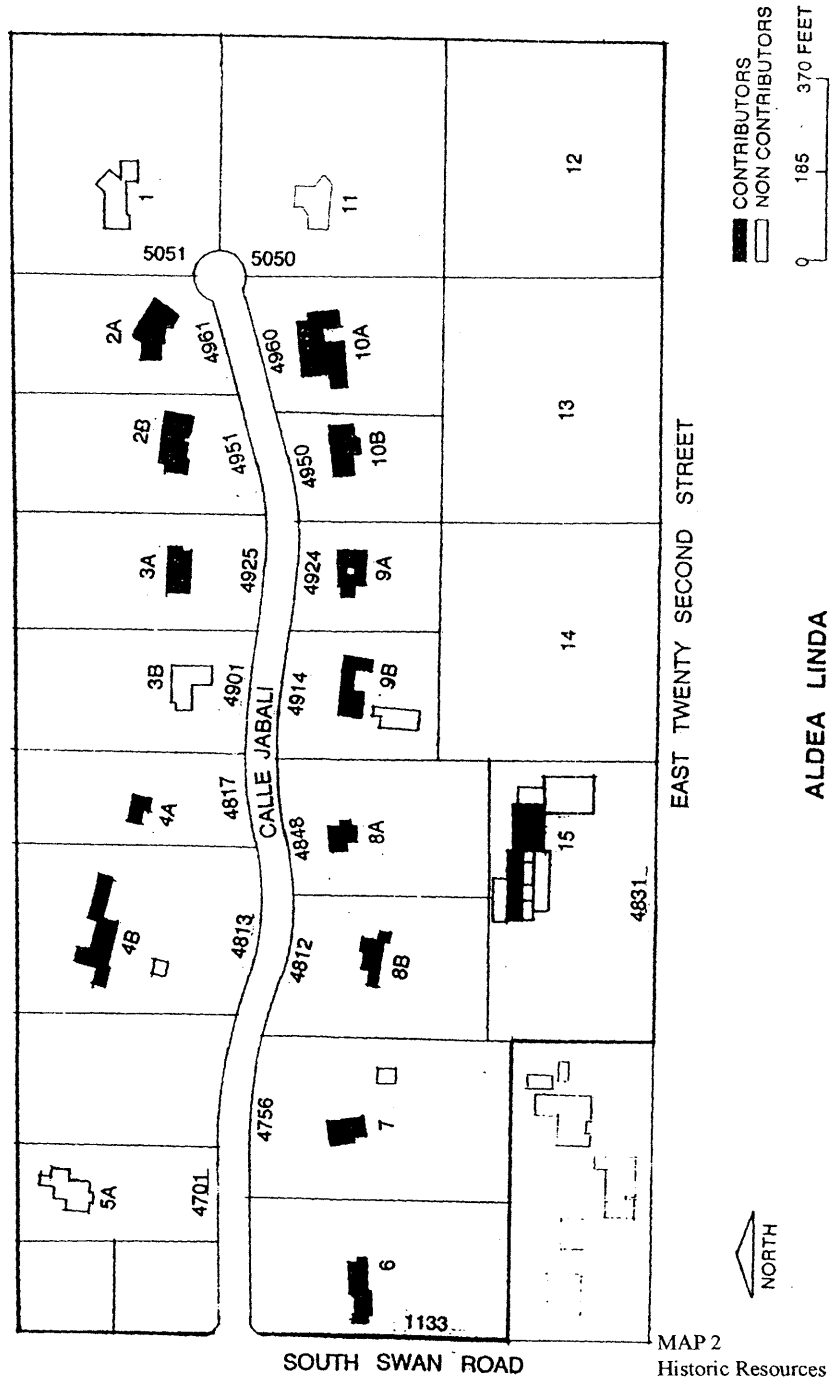 1
5051
2A
4961
2B
4951
3A
4925
3B
4901
4A
4817
4B
4813
5A
4701
CALLE JABALI
11
5050
10A
4960
10B
4950
9A
4924
9B
4914
8A
4848
8B
4812
7
4756
6
1133
12
13
14
15
4831
SOUTH SWAN ROAD
EAST TWENTY SECOND STREET
CONTRIBUTORS
NON CONTRIBUTORS
0 185 370 FEET
ALDEA LINDA
NORTH
MAP 2
Historic Resources